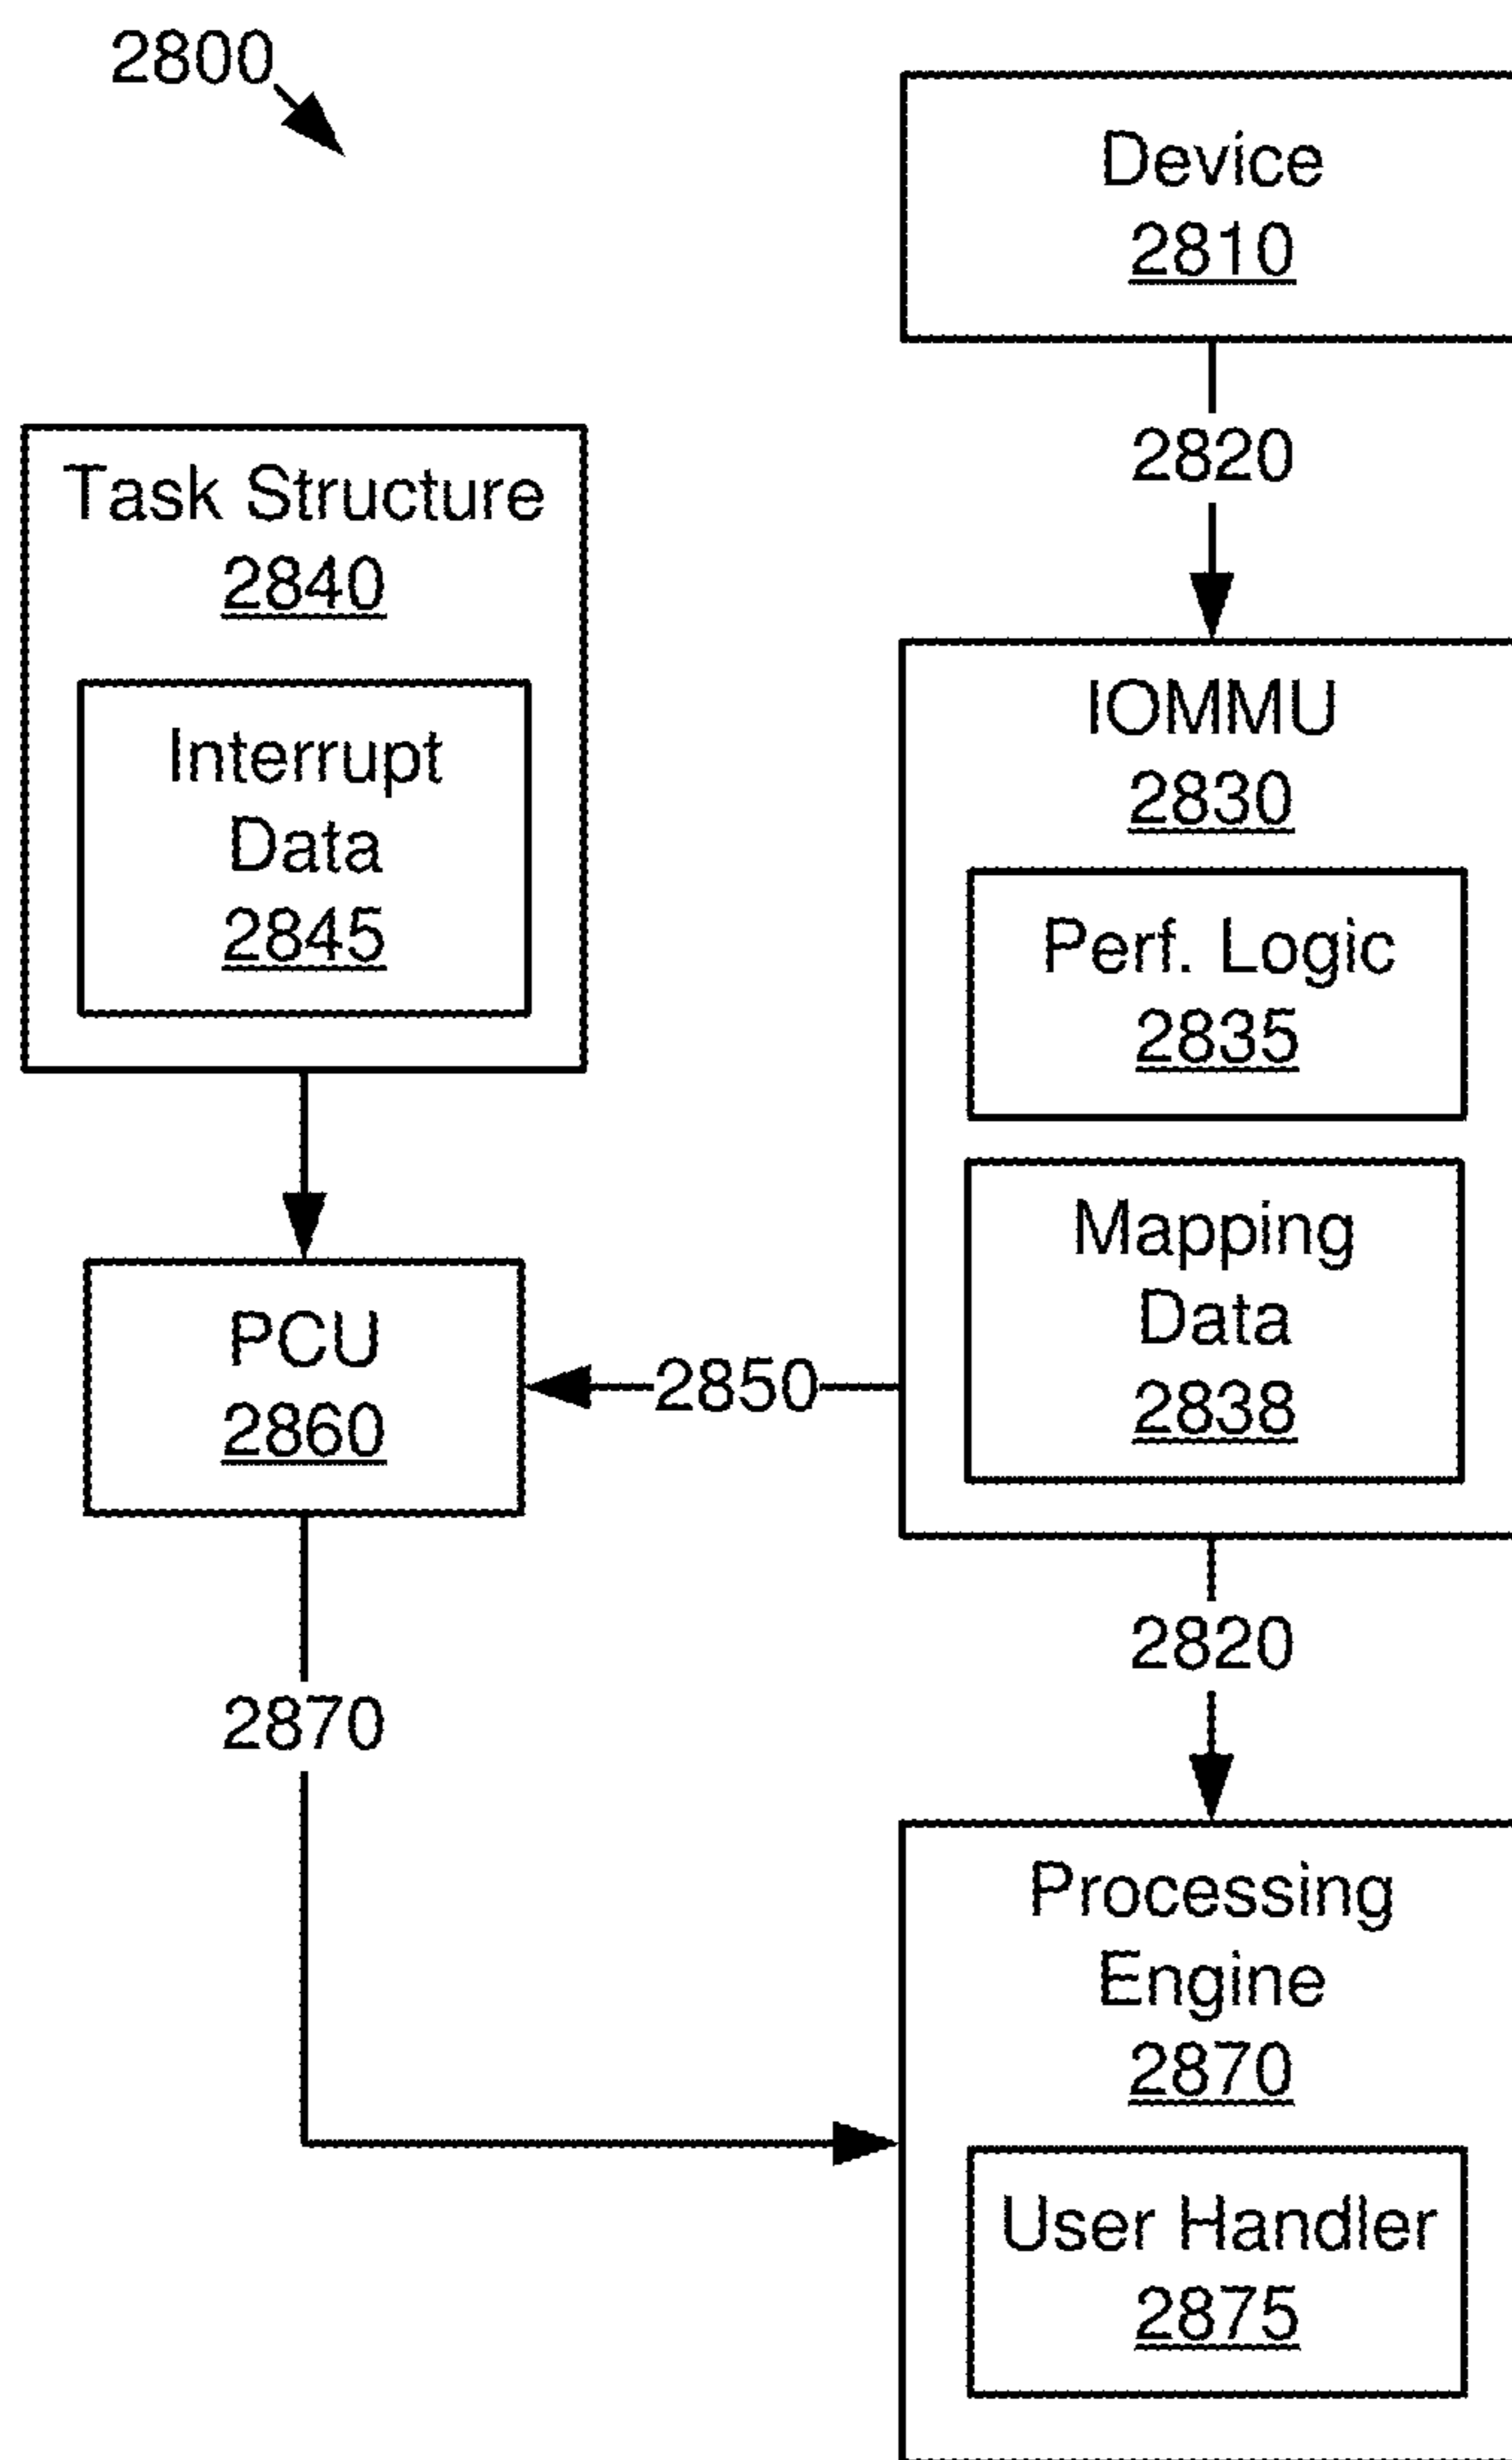 2800
Device
2810
2820
Task Structure
2840
Interrupt
Data
2845
IOMMU
2830
Perf. Logic
2835
Mapping
Data
2838
PCU
2860
2850
2820
2870
Processing
Engine
2870
User Handler
2875